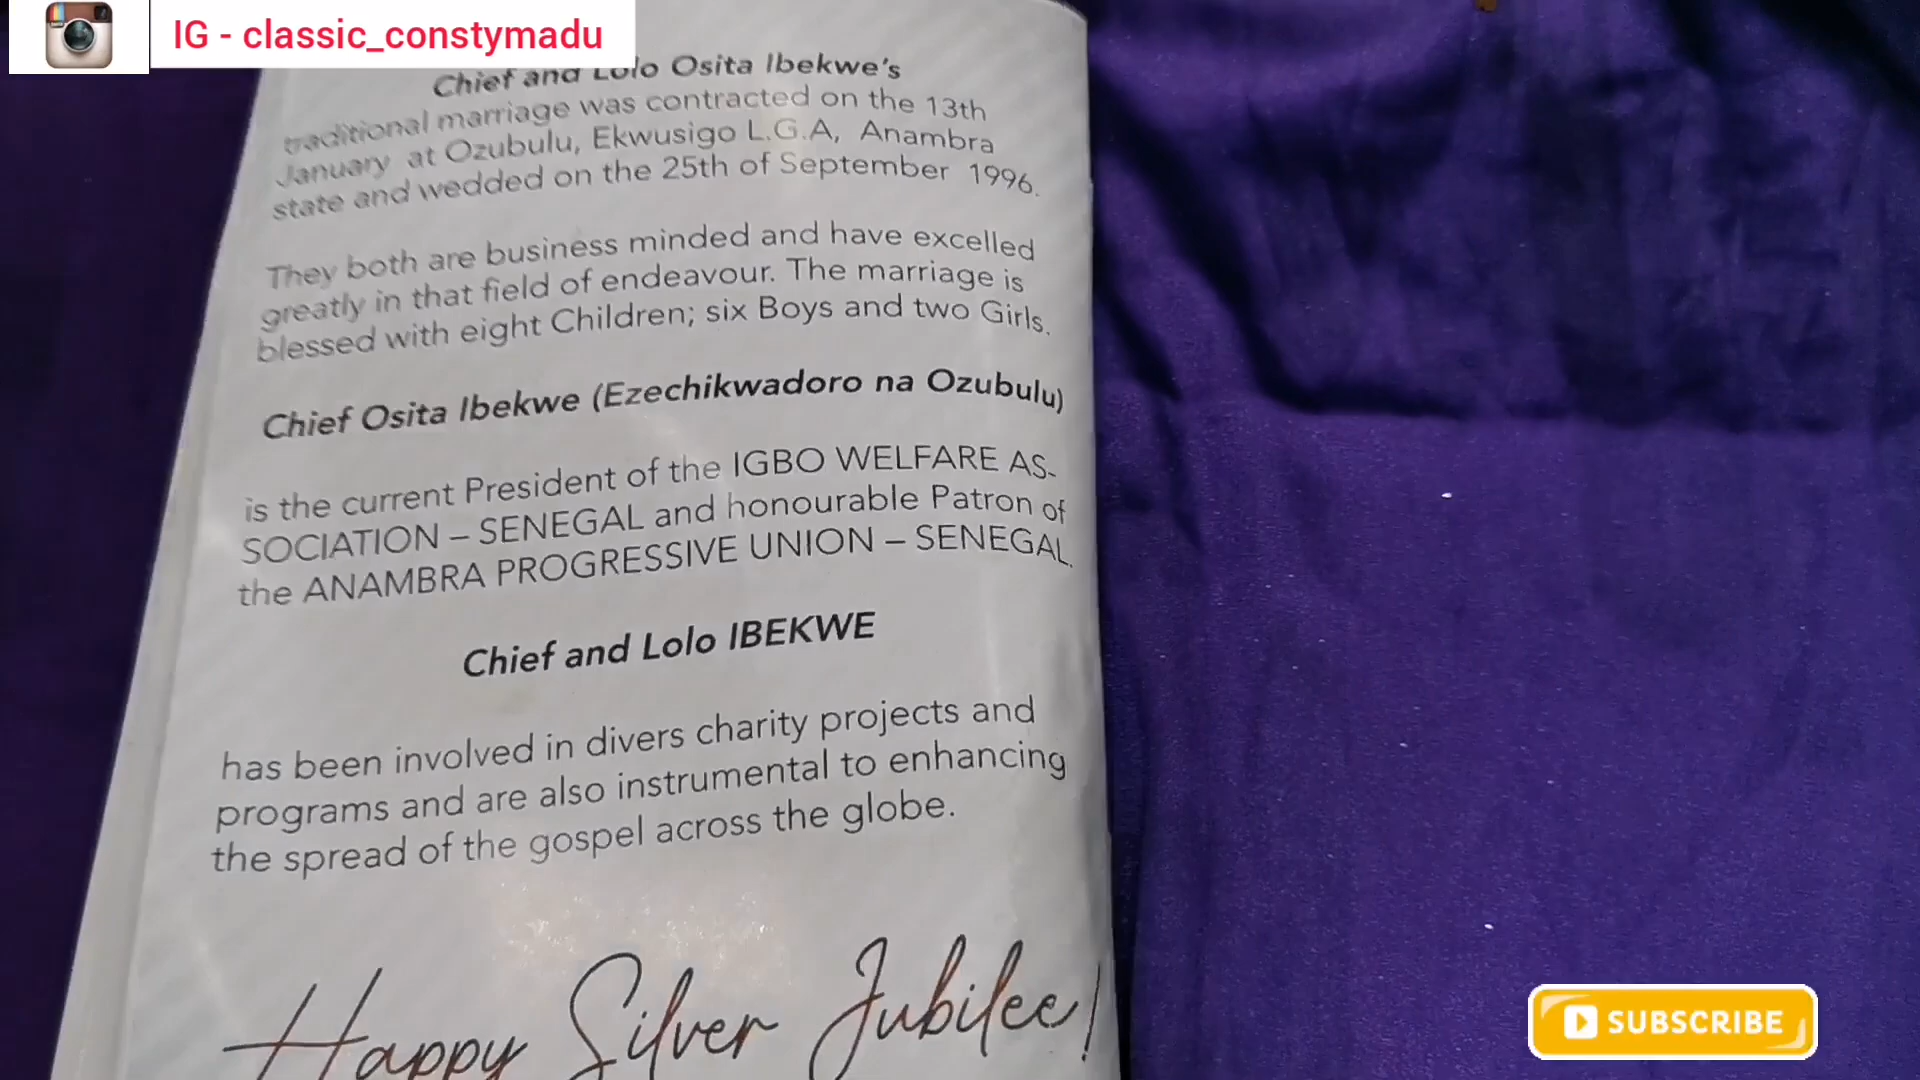 IG - classic_constymadu
Chief and Lolo Osita Ibekwe's
traditional marriage was contracted on the 13th
January at Ozubulu, Ekwusigo L.G.A, Anambra
state and wedded on the 25th of September 1996.
They both are business minded and have excelled
greatly in that field of endeavour. The marriage is
blessed with eight Children; six Boys and two Girls.
Chief Osita Ibekwe (Ezechikwadoro na Ozubulu)
is the current President of the IGBO WELFARE AS-
SOCIATION – SENEGAL and honourable Patron of
the ANAMBRA PROGRESSIVE UNION – SENEGAL.
Chief and Lolo IBEKWE
has been involved in divers charity projects and
programs and are also instrumental to enhancing
the spread of the gospel across the globe.
Happy Silver Jubilee!
SUBSCRIBE